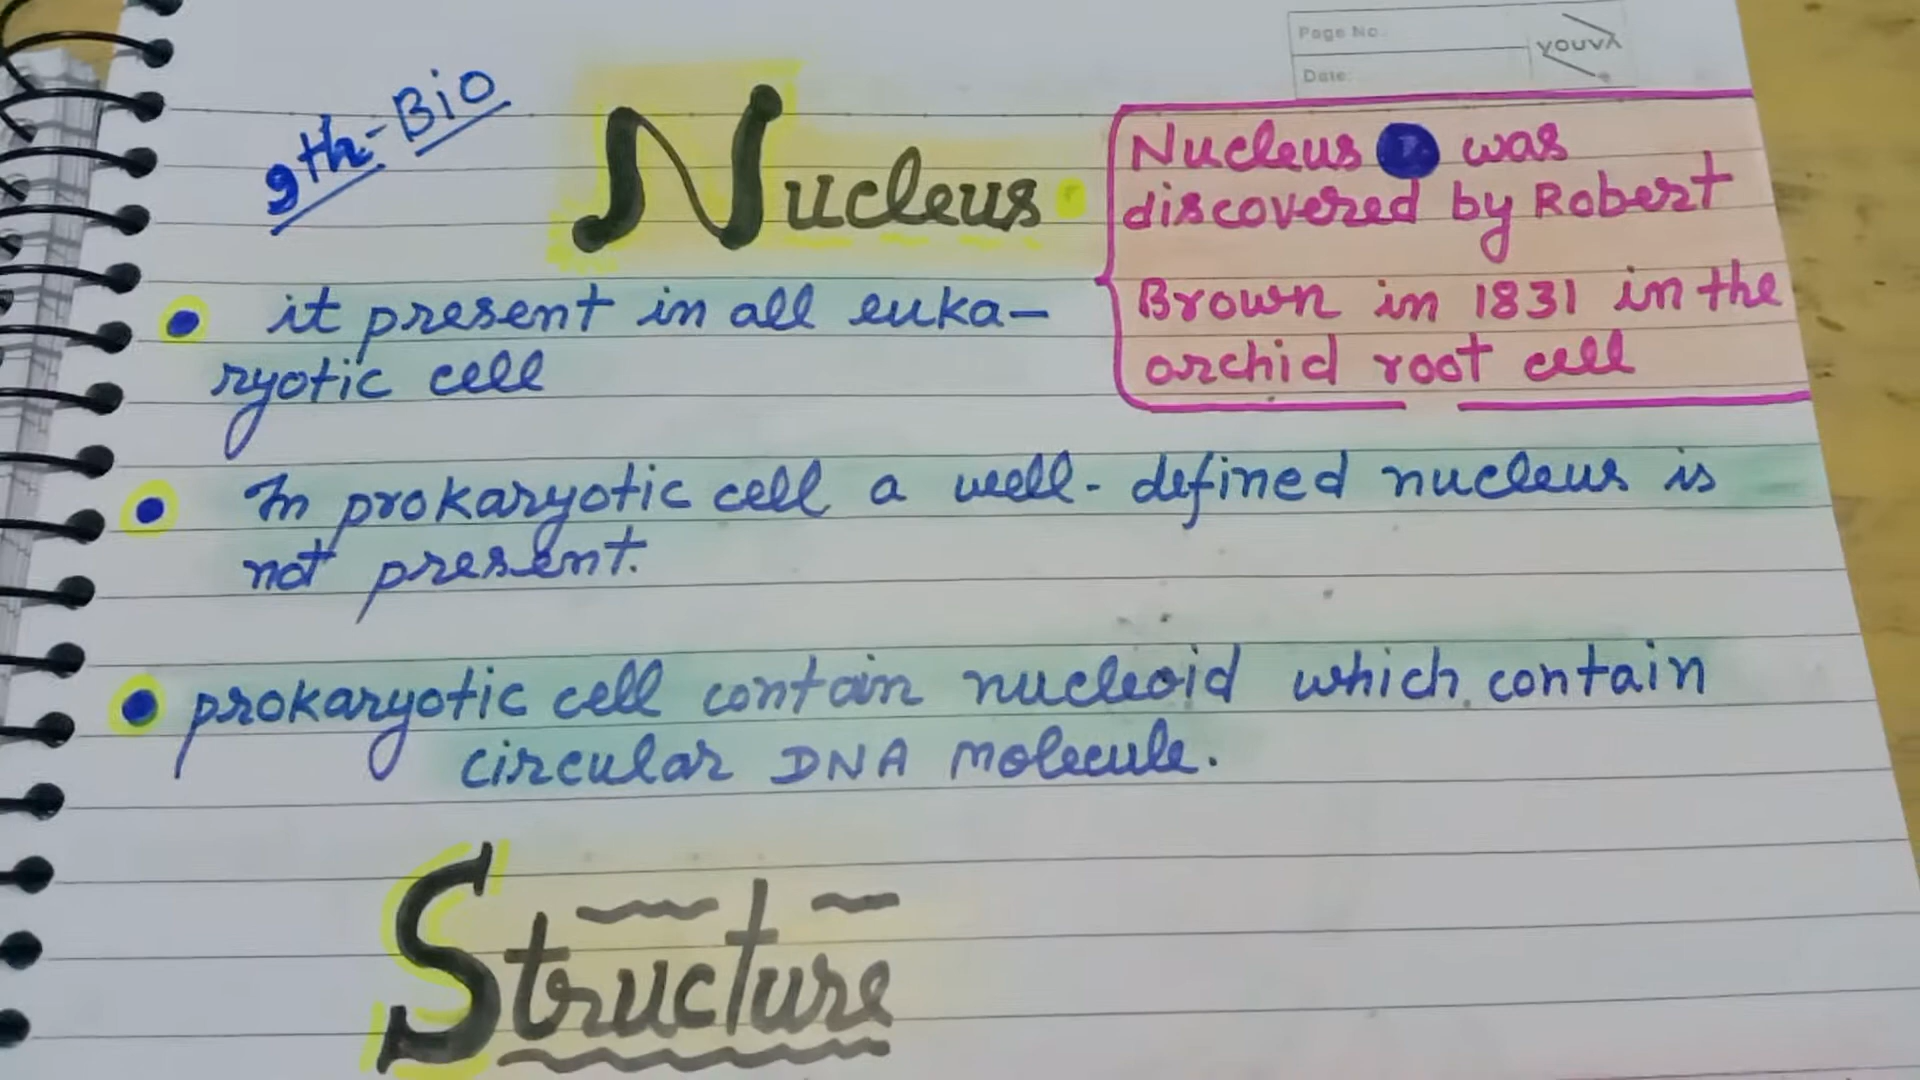 Page No.
Date:
youva
9th-Bio
Nucleus
Nucleus was
discovered by Robert
Brown in 1831 in the
orchid root cell
it present in all euka-
ryotic cell
In prokaryotic cell a well-defined nucleus is
not present.
prokaryotic cell contain nucleoid which contain
circular DNA molecule.
Structure